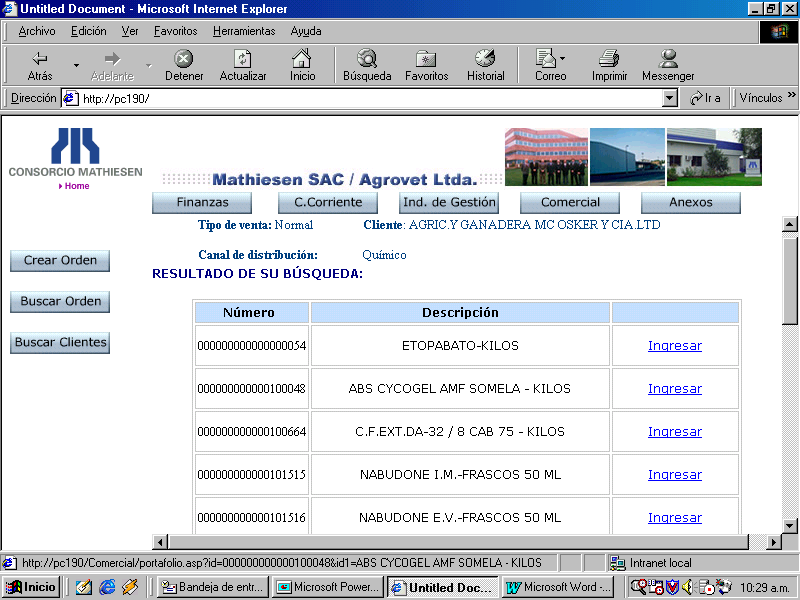 Untitled Document - Microsoft Internet Explorer
Archivo Edición Ver Favoritos Herramientas Ayuda
Atrás Adelante Detener Actualizar Inicio Búsqueda Favoritos Historial Correo Imprimir Messenger
Dirección http://pc190/ Ir a Vínculos »
CONSORCIO MATHIESEN
Home
Mathiesen SAC / Agrovet Ltda.
Finanzas C.Corriente Ind. de Gestión Comercial Anexos
Tipo de venta: Normal Cliente: AGRIC.Y GANADERA MC OSKER Y CIA.LTD
Canal de distribución: Químico
RESULTADO DE SU BÚSQUEDA:
Crear Orden
Buscar Orden
Buscar Clientes
Número Descripción
000000000000000054 ETOPABATO-KILOS Ingresar
000000000000100048 ABS CYCOGEL AMF SOMELA - KILOS Ingresar
000000000000100664 C.F.EXT.DA-32 / 8 CAB 75 - KILOS Ingresar
000000000000101515 NABUDONE I.M.-FRASCOS 50 ML Ingresar
000000000000101516 NABUDONE E.V.-FRASCOS 50 ML Ingresar
http://pc190/Comercial/portafolio.asp?id=000000000000100048&id1=ABS CYCOGEL AMF SOMELA - KILOS Intranet local
Inicio Bandeja de entr... Microsoft Power... Untitled Doc... Microsoft Word -... 10:29 a.m.